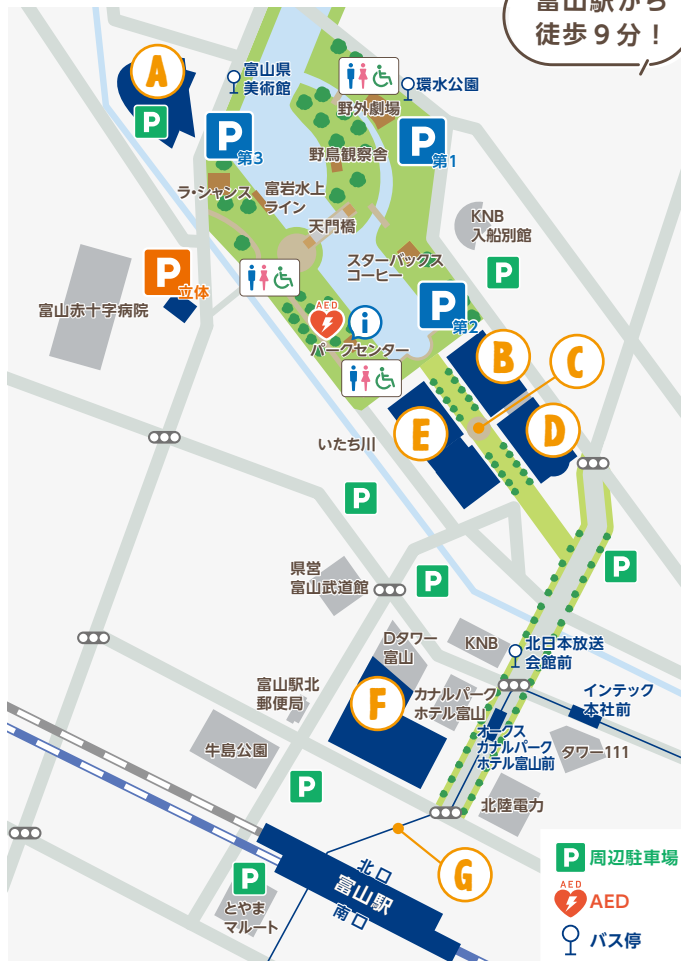 富山駅から
徒歩9分！
A
P
富山県
美術館
環水公園
野外劇場
P
第3
P
第1
野鳥観察舎
ラ・シャンス
富岩水上
ライン
天門橋
KNB
入船別館
P
スターバックス
コーヒー
P
立体
富山赤十字病院
P
第2
AED
i
パークセンター
B
C
D
E
いたち川
P
P
県営
富山武道館
P
Dタワー
富山
KNB
北日本放送
会館前
富山駅北
郵便局
F
カナルパーク
ホテル富山
インテック
本社前
オークス
カナルパーク
ホテル富山前
タワー111
牛島公園
P
北陸電力
G
北口
富山駅
南口
P
とやま
マルート
P 周辺駐車場
AED
AED
バス停